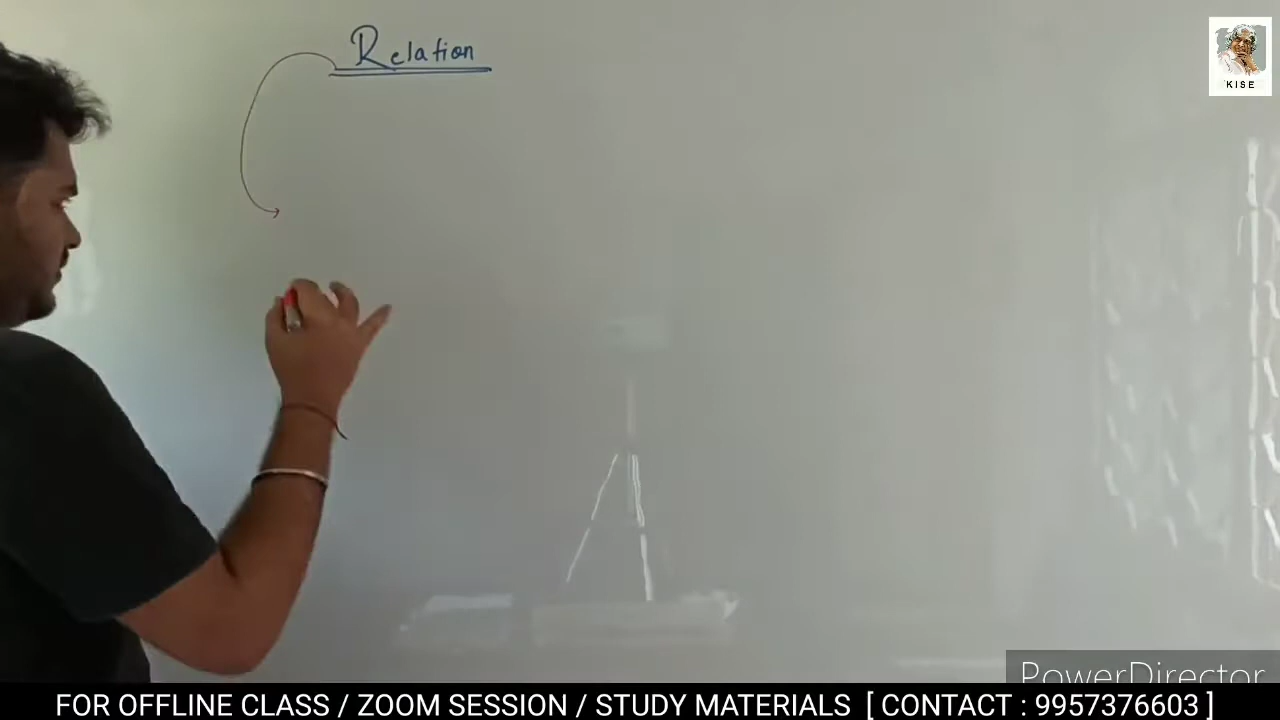 Relation
KISE
PowerDirector
FOR OFFLINE CLASS / ZOOM SESSION / STUDY MATERIALS [ CONTACT : 9957376603 ]